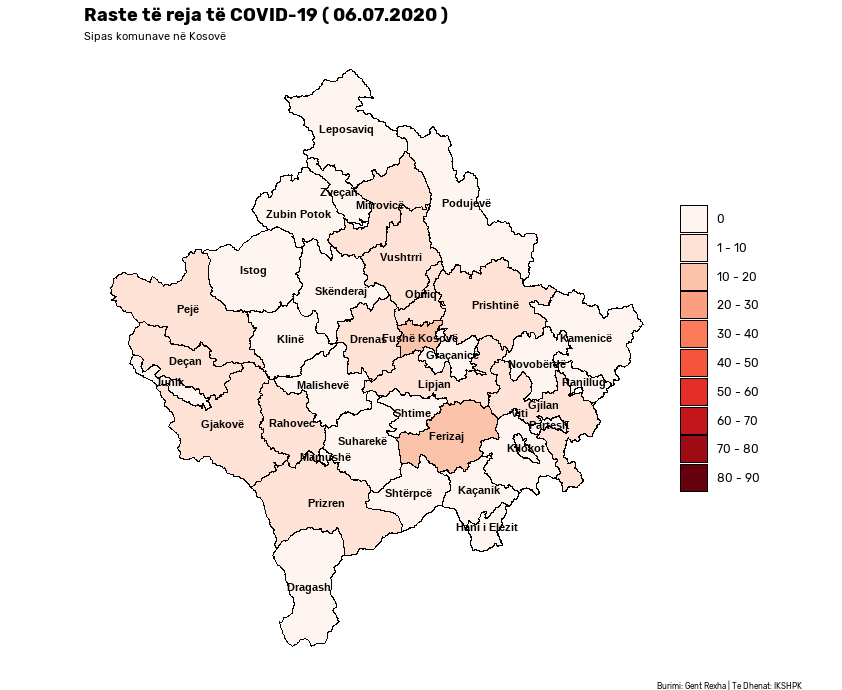 Raste të reja të COVID-19 ( 06.07.2020 )
Sipas komunave në Kosovë
Leposaviq
Zveçan
Mitrovicë
Podujevë
Zubin Potok
Vushtrri
Istog
Skënderaj
Obiliq
Prishtinë
Pejë
Klinë
Drenas
Fushë Kosovë
Kamenicë
Graçanicë
Deçan
Novobërdë
Junik
Malishevë
Lipjan
Ranillug
Gjilan
Shtime
Viti
Gjakovë
Rahovec
Partesh
Suharekë
Ferizaj
Kllokot
Mamushë
Shtërpcë
Kaçanik
Prizren
Hani i Elezit
Dragash
0
1 - 10
10 - 20
20 - 30
30 - 40
40 - 50
50 - 60
60 - 70
70 - 80
80 - 90
Burimi: Gent Rexha | Te Dhenat: IKSHPK